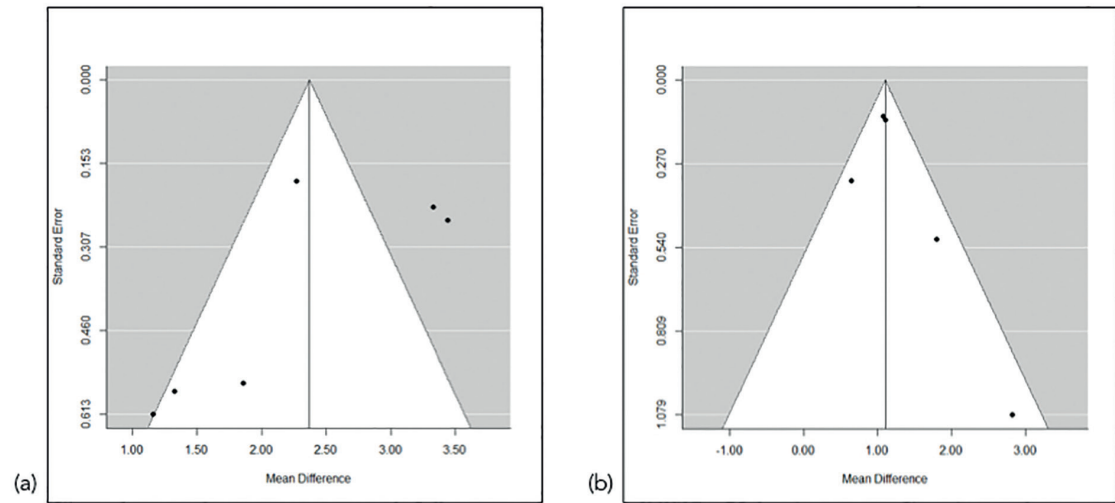 0.000
0.153
0.307
0.460
0.613
Standard Error
1.00 1.50 2.00 2.50 3.00 3.50
Mean Difference
(a)
0.000
0.270
0.540
0.809
1.079
Standard Error
-1.00 0.00 1.00 2.00 3.00
Mean Difference
(b)